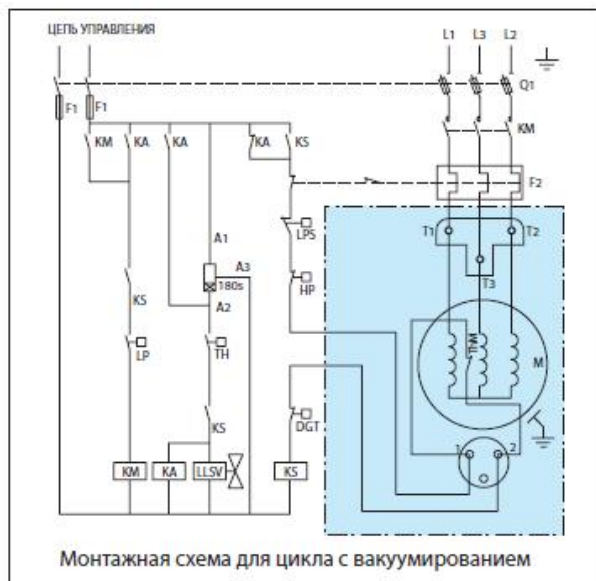 ЦЕПЬ УПРАВЛЕНИЯ
L1 L3 L2
F1 F1
Q1
KM KA KA KA KS
KM
F2
A1
LPS
T1 T2
A3
180s
T3
HP
KS
A2
LP TH
ThM
M
KS
DGT
1 2
KM KA LLSV KS
Монтажная схема для цикла с вакуумированием